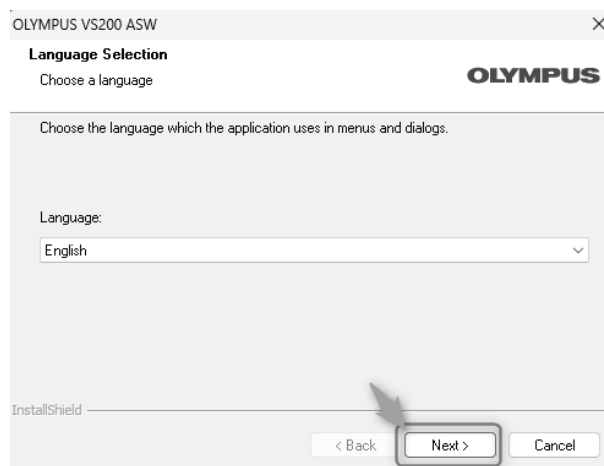 OLYMPUS VS200 ASW
Language Selection
Choose a language
OLYMPUS
Choose the language which the application uses in menus and dialogs.
Language:
English
InstallShield
< Back
Next >
Cancel